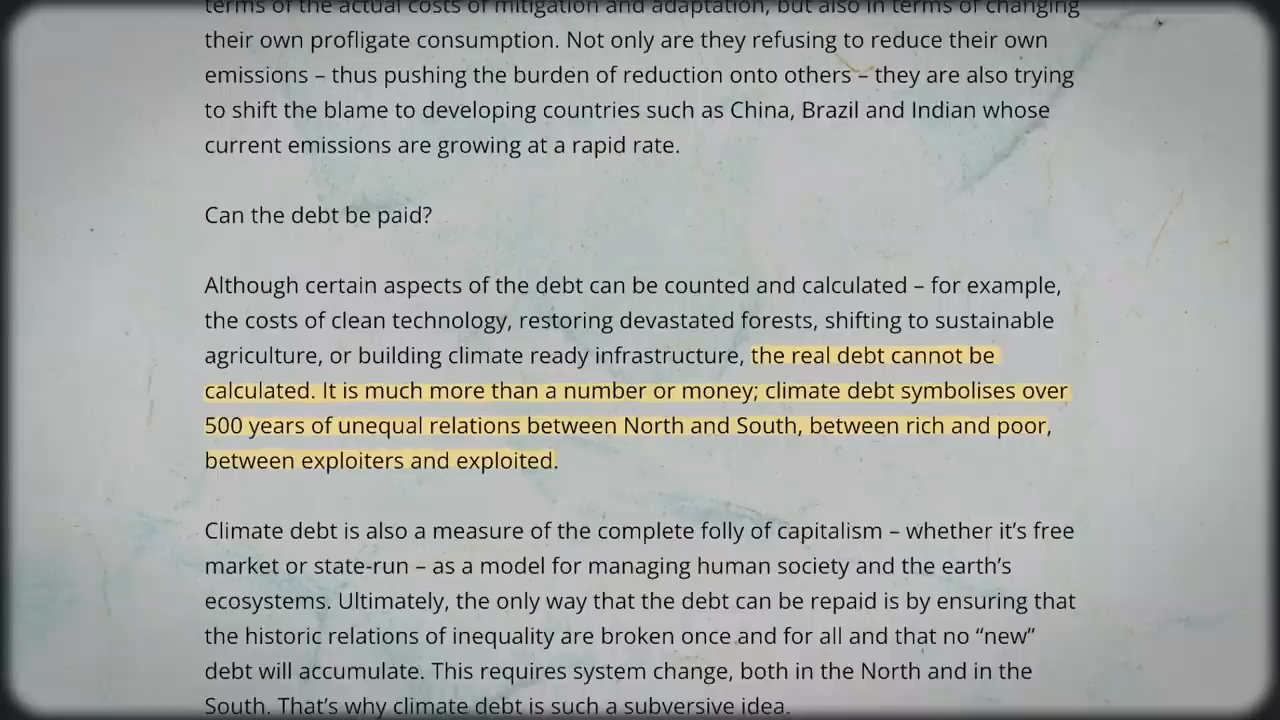 terms of the actual costs of mitigation and adaptation, but also in terms of changing
their own profligate consumption. Not only are they refusing to reduce their own
emissions – thus pushing the burden of reduction onto others – they are also trying
to shift the blame to developing countries such as China, Brazil and Indian whose
current emissions are growing at a rapid rate.
Can the debt be paid?
Although certain aspects of the debt can be counted and calculated – for example,
the costs of clean technology, restoring devastated forests, shifting to sustainable
agriculture, or building climate ready infrastructure, the real debt cannot be
calculated. It is much more than a number or money; climate debt symbolises over
500 years of unequal relations between North and South, between rich and poor,
between exploiters and exploited.
Climate debt is also a measure of the complete folly of capitalism – whether it’s free
market or state-run – as a model for managing human society and the earth’s
ecosystems. Ultimately, the only way that the debt can be repaid is by ensuring that
the historic relations of inequality are broken once and for all and that no “new”
debt will accumulate. This requires system change, both in the North and in the
South. That’s why climate debt is such a subversive idea.